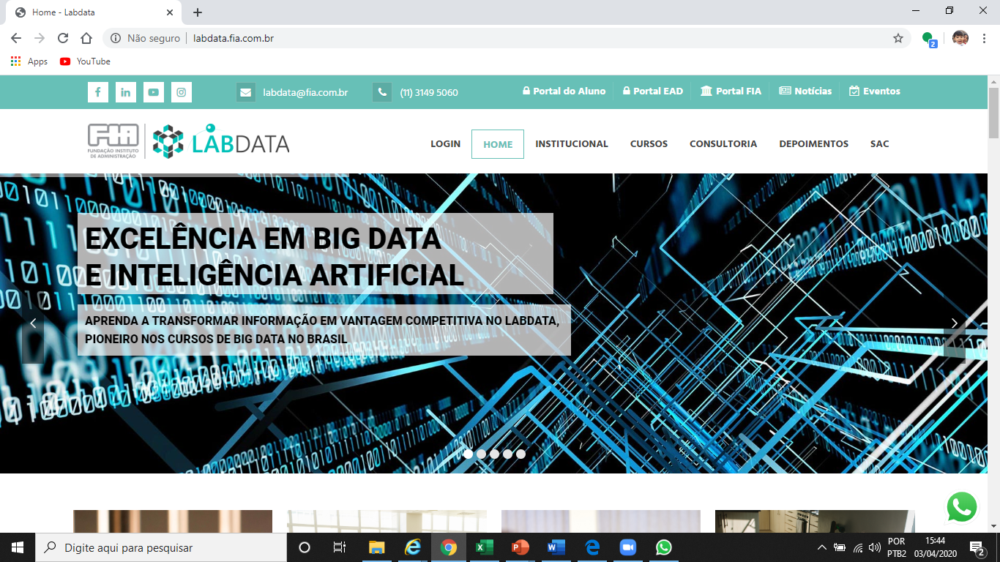 Home - Labdata
Não seguro | labdata.fia.com.br
2
Apps YouTube
labdata@fia.com.br (11) 3149 5060 Portal do Aluno Portal EAD Portal FIA Notícias Eventos
FIA LABDATA
FUNDAÇÃO INSTITUTO
DE ADMINISTRAÇÃO
LOGIN HOME INSTITUCIONAL CURSOS CONSULTORIA DEPOIMENTOS SAC
EXCELÊNCIA EM BIG DATA
E INTELIGÊNCIA ARTIFICIAL
APRENDA A TRANSFORMAR INFORMAÇÃO EM VANTAGEM COMPETITIVA NO LABDATA,
PIONEIRO NOS CURSOS DE BIG DATA NO BRASIL
Digite aqui para pesquisar
POR
PTB2
15:44
03/04/2020
2